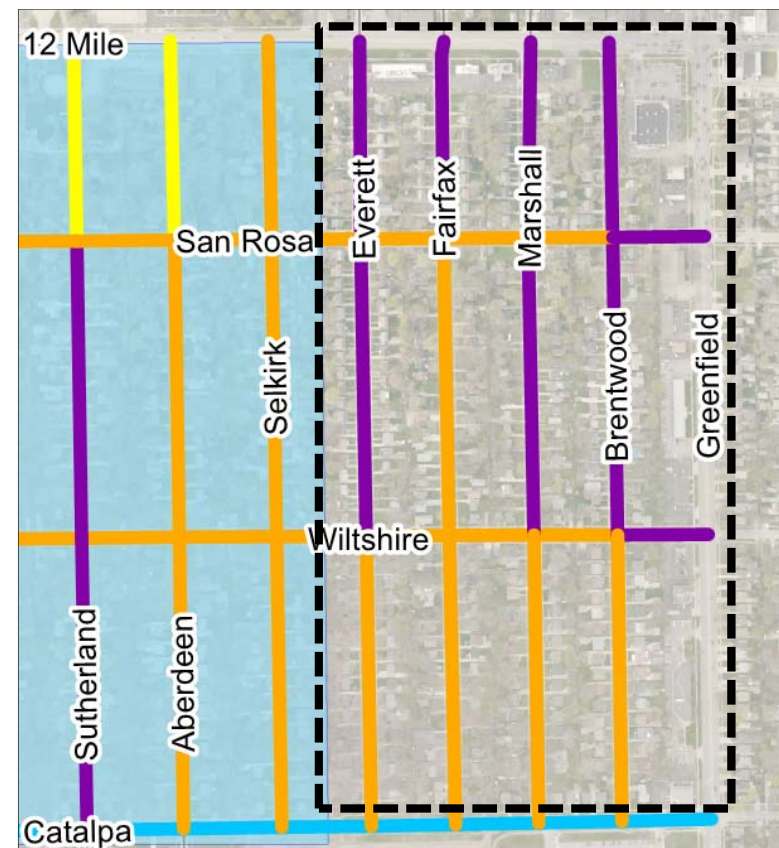 12 Mile
San Rosa
Everett
Fairfax
Marshall
Selkirk
Brentwood
Greenfield
Wiltshire
Sutherland
Aberdeen
Catalpa